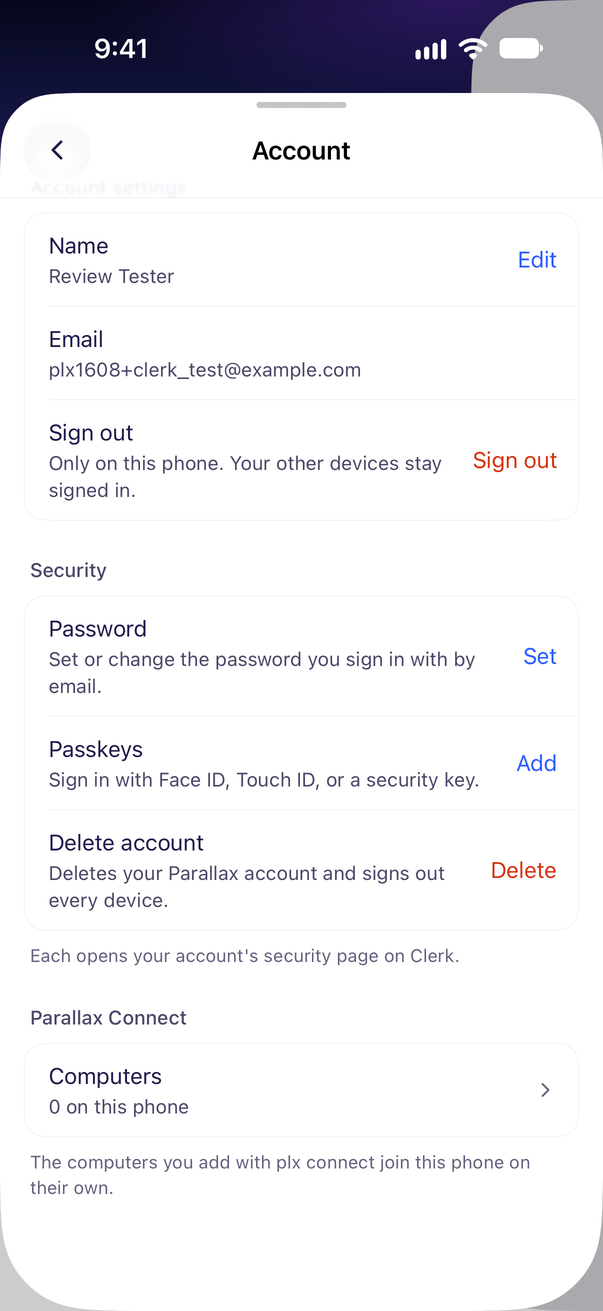 9:41
Account
Account settings
Name
Review Tester
Edit
Email
plx1608+clerk_test@example.com
Sign out
Only on this phone. Your other devices stay
signed in.
Sign out
Security
Password
Set or change the password you sign in with by
email.
Set
Passkeys
Sign in with Face ID, Touch ID, or a security key.
Add
Delete account
Deletes your Parallax account and signs out
every device.
Delete
Each opens your account's security page on Clerk.
Parallax Connect
Computers
0 on this phone
The computers you add with plx connect join this phone on
their own.